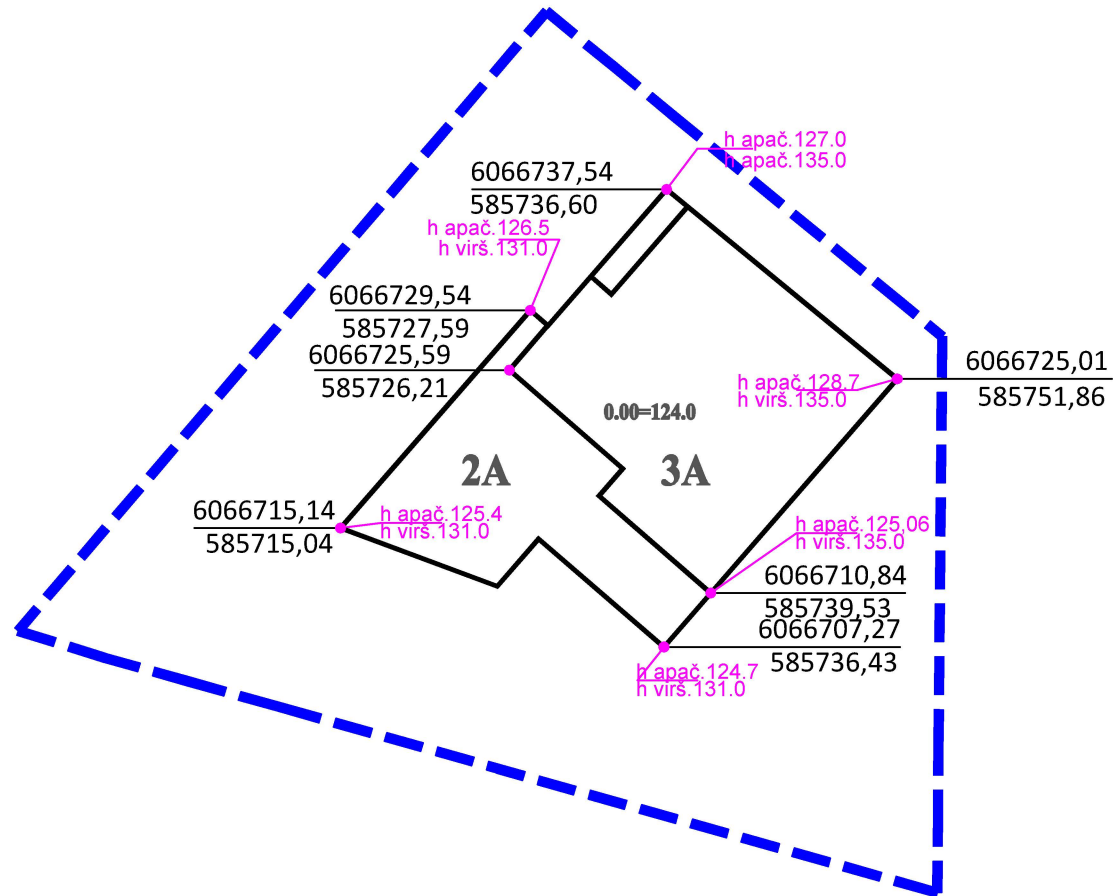 h apač.127.0
h apač.135.0
6066737,54
585736,60
h apač.126.5
h virš.131.0
6066729,54
585727,59
6066725,59
585726,21
6066725,01
585751,86
h apač.128.7
h virš.135.0
0.00=124.0
2A
3A
6066715,14
585715,04
h apač.125.4
h virš.131.0
h apač.125.06
h virš.135.0
6066710,84
585739,53
6066707,27
585736,43
h apač.124.7
h virš.131.0